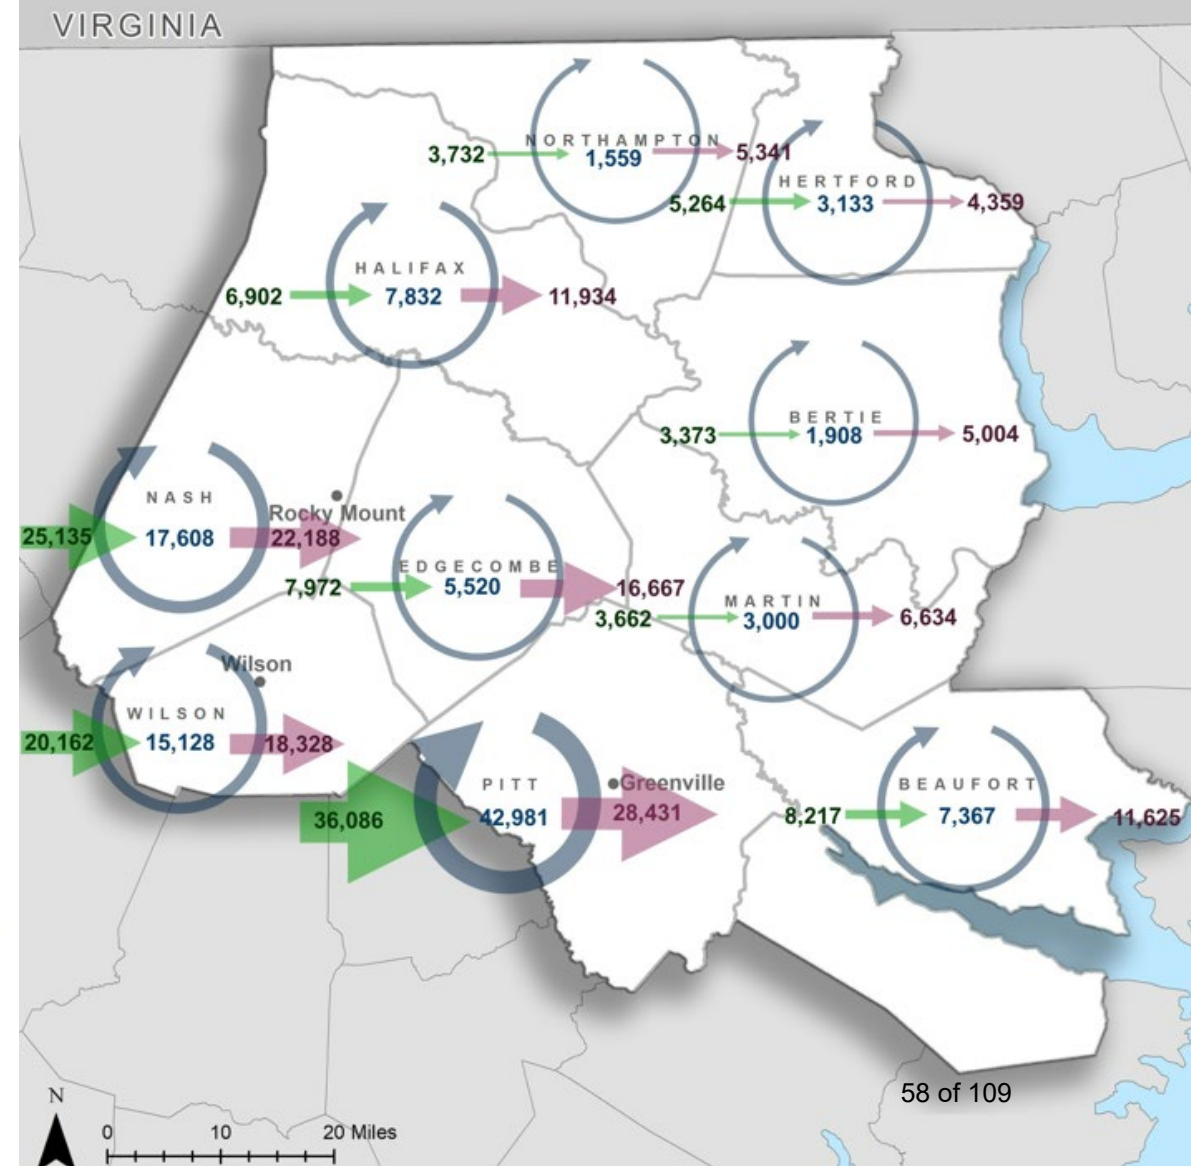 VIRGINIA
NORTHAMPTON
3,732 1,559 5,341
HERTFORD
5,264 3,133 4,359
HALIFAX
6,902 7,832 11,934
BERTIE
3,373 1,908 5,004
NASH
Rocky Mount
25,135 17,608 22,188
EDGECOMBE
7,972 5,520 16,667
MARTIN
3,662 3,000 6,634
Wilson
WILSON
20,162 15,128 18,328
PITT
Greenville
36,086 42,981 28,431
BEAUFORT
8,217 7,367 11,625
58 of 109
N
0 10 20 Miles